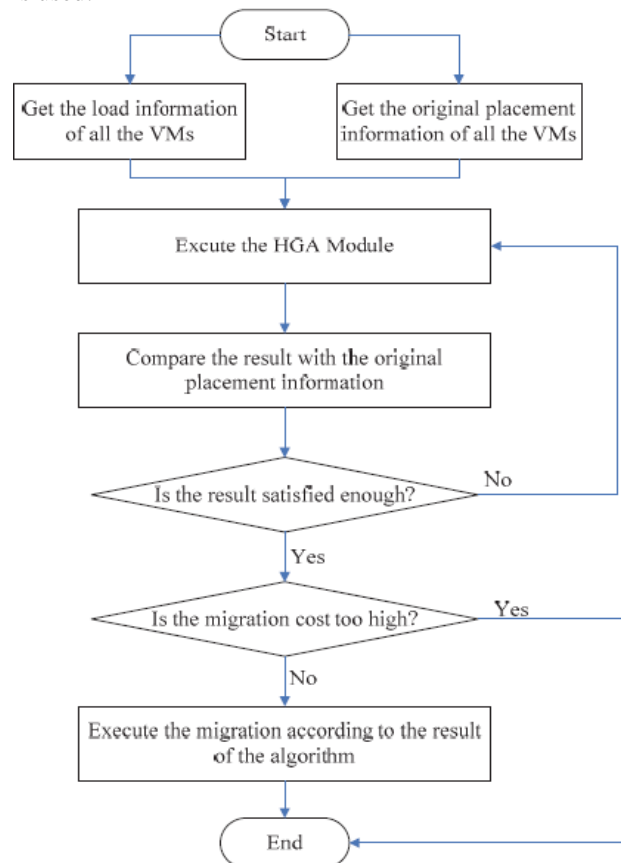 Start
Get the load information
of all the VMs
Get the original placement
information of all the VMs
Excute the HGA Module
Compare the result with the original
placement information
Is the result satisfied enough?
No
Yes
Is the migration cost too high?
Yes
No
Execute the migration according to the result
of the algorithm
End